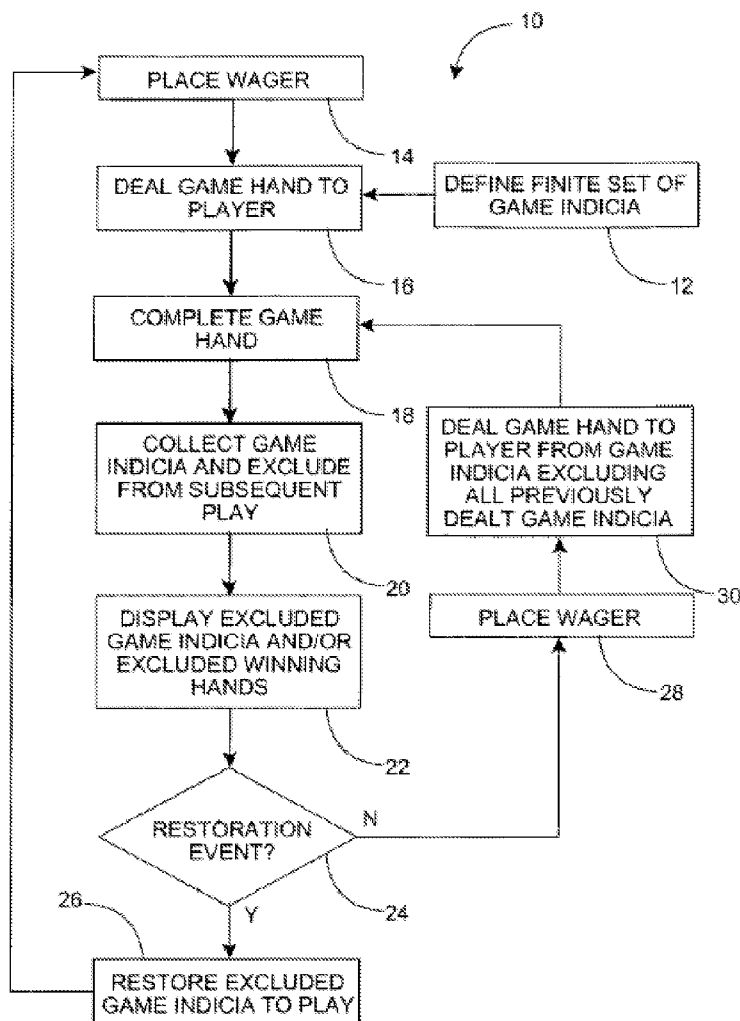 10
PLACE WAGER
14
DEAL GAME HAND TO
PLAYER
16
DEFINE FINITE SET OF
GAME INDICIA
12
COMPLETE GAME
HAND
18
COLLECT GAME
INDICIA AND EXCLUDE
FROM SUBSEQUENT
PLAY
20
DEAL GAME HAND TO
PLAYER FROM GAME
INDICIA EXCLUDING
ALL PREVIOUSLY
DEALT GAME INDICIA
30
DISPLAY EXCLUDED
GAME INDICIA AND/OR
EXCLUDED WINNING
HANDS
22
PLACE WAGER
28
RESTORATION
EVENT?
N
24
Y
26
RESTORE EXCLUDED
GAME INDICIA TO PLAY